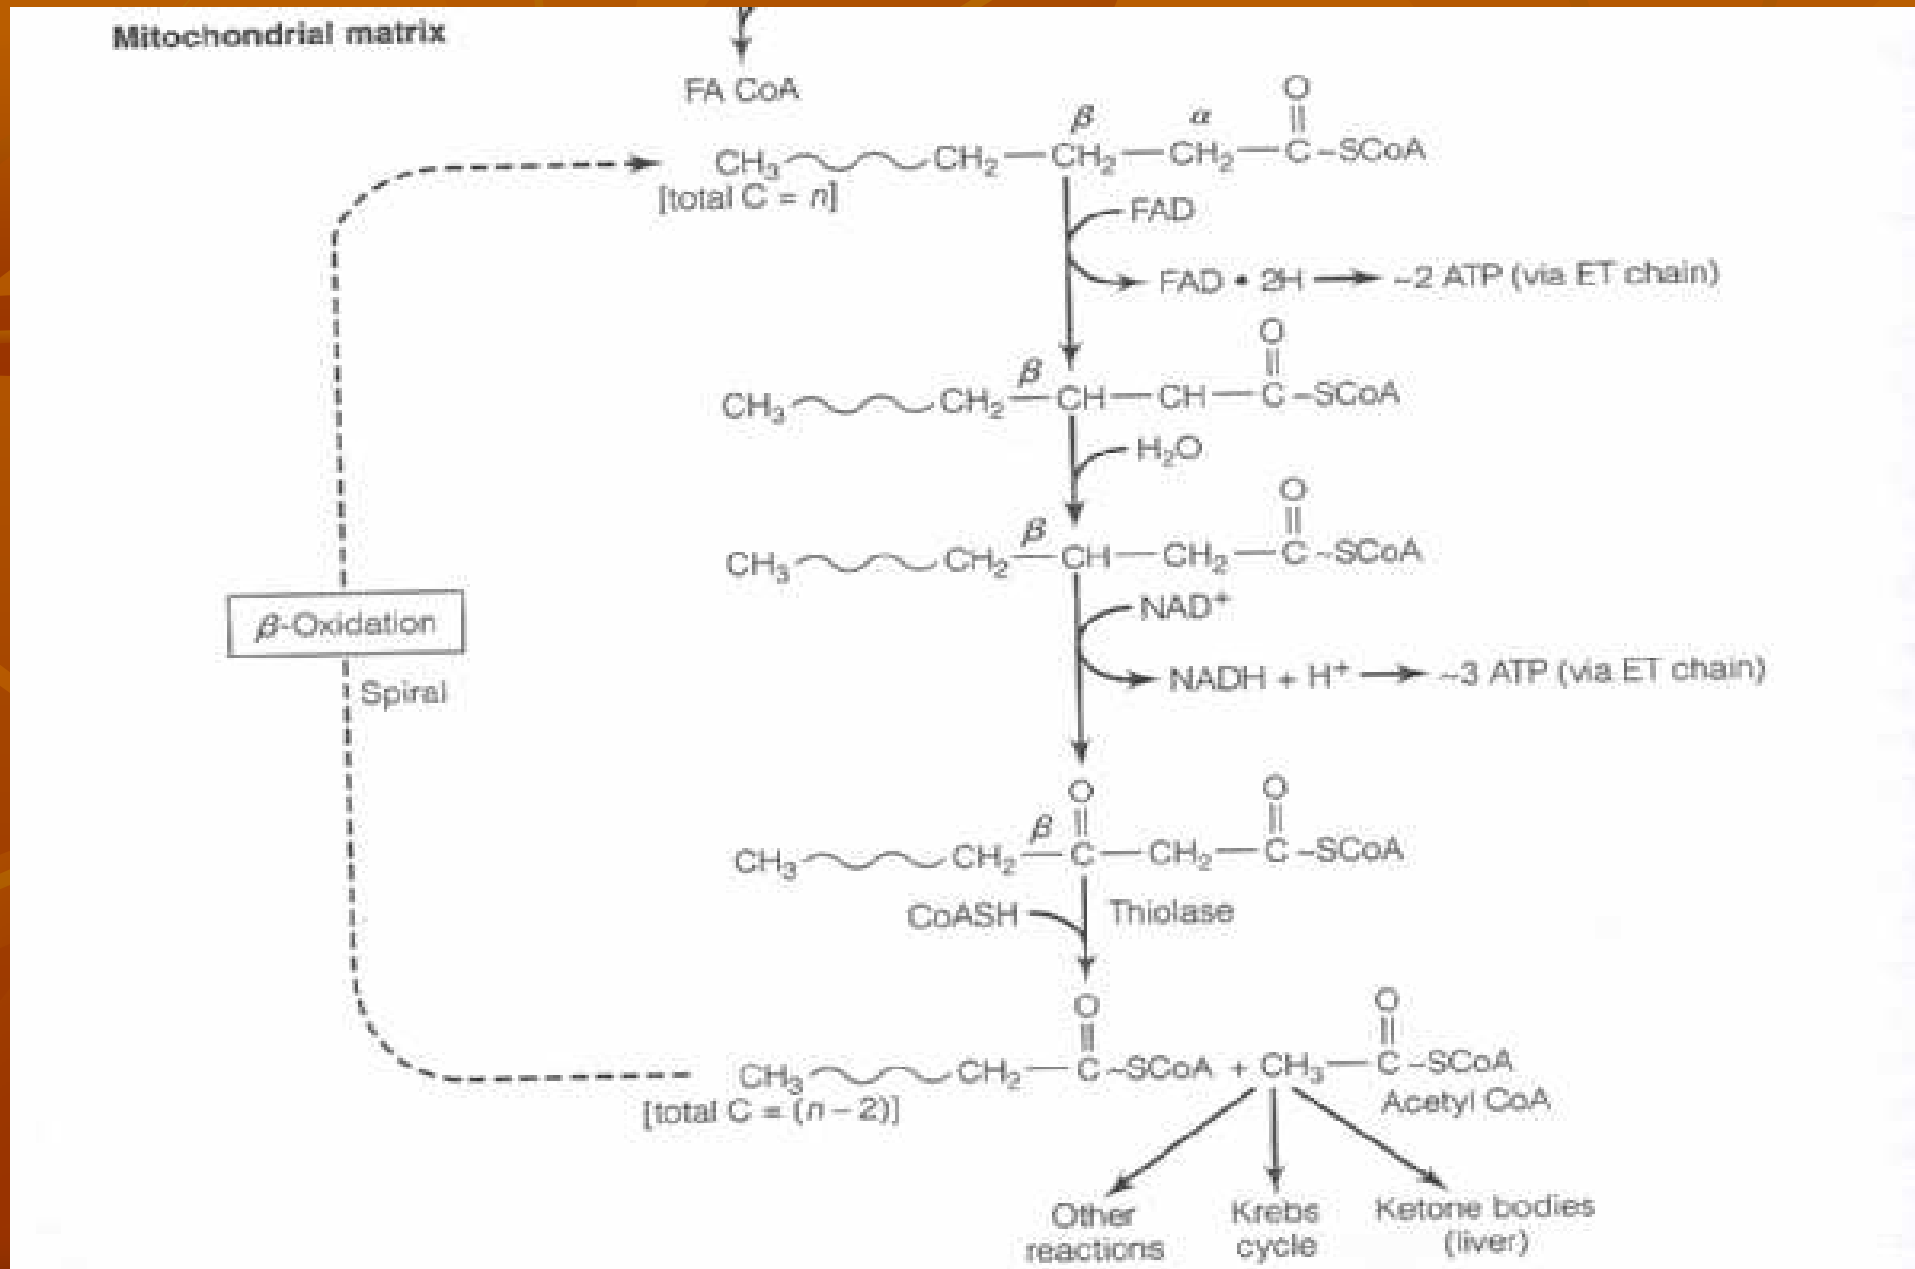 Mitochondrial matrix
FA CoA
O
β α
CH₃ CH₂—CH₂—CH₂—C~SCoA
[total C = n]
FAD
FAD • 2H → ~2 ATP (via ET chain)
O
β
CH₃ CH₂—CH—CH—C~SCoA
H₂O
O
β
CH₃ CH₂—CH—CH₂—C~SCoA
NAD⁺
β-Oxidation
NADH + H⁺ → ~3 ATP (via ET chain)
Spiral
O O
β
CH₃ CH₂—C—CH₂—C~SCoA
CoASH Thiolase
O O
CH₃ CH₂—C~SCoA + CH₃—C~SCoA
[total C = (n – 2)] Acetyl CoA
Other reactions
Krebs cycle
Ketone bodies (liver)